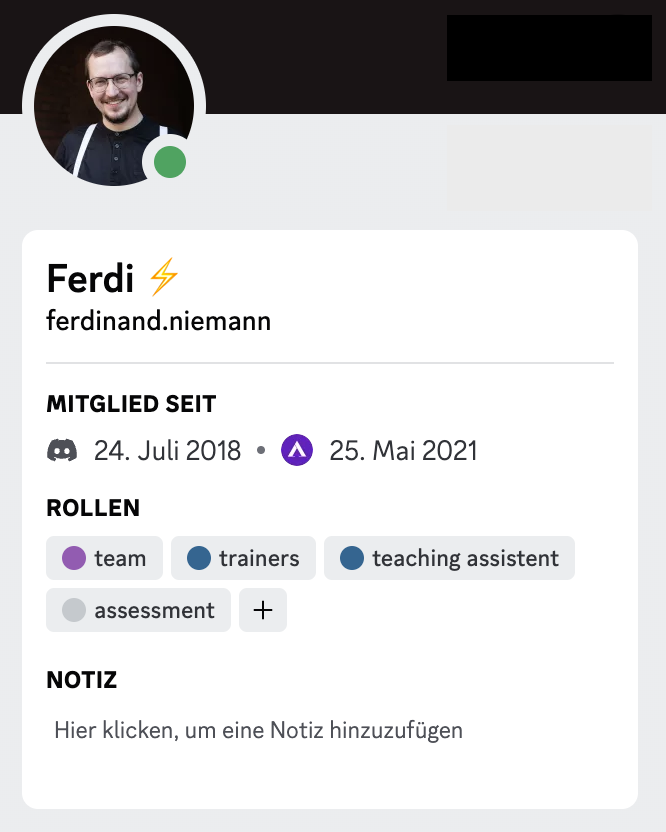 Ferdi ⚡
ferdinand.niemann
MITGLIED SEIT
24. Juli 2018 • 25. Mai 2021
ROLLEN
team trainers teaching assistent
assessment +
NOTIZ
Hier klicken, um eine Notiz hinzuzufügen